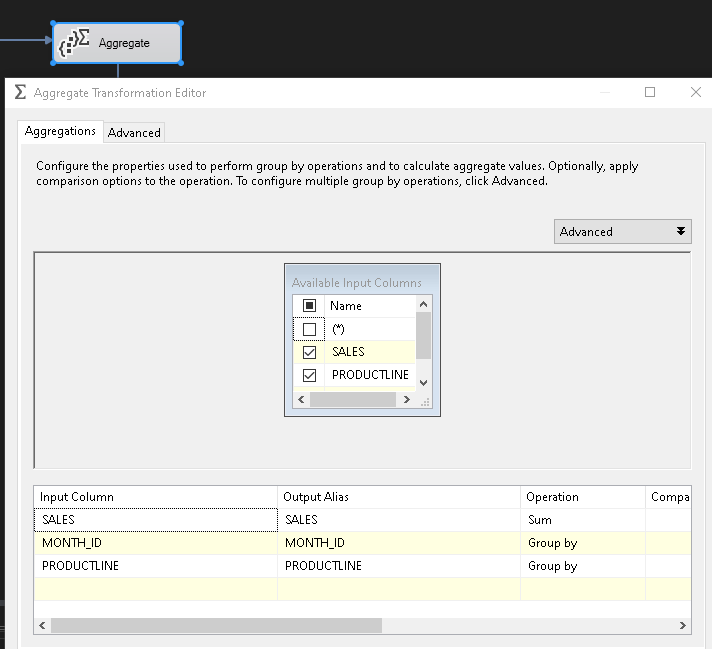 Aggregate
Aggregate Transformation Editor
Aggregations
Advanced
Configure the properties used to perform group by operations and to calculate aggregate values. Optionally, apply
comparison options to the operation. To configure multiple group by operations, click Advanced.
Advanced
Available Input Columns
Name
(*)
SALES
PRODUCTLINE
Input Column Output Alias Operation Compa
SALES SALES Sum
MONTH_ID MONTH_ID Group by
PRODUCTLINE PRODUCTLINE Group by